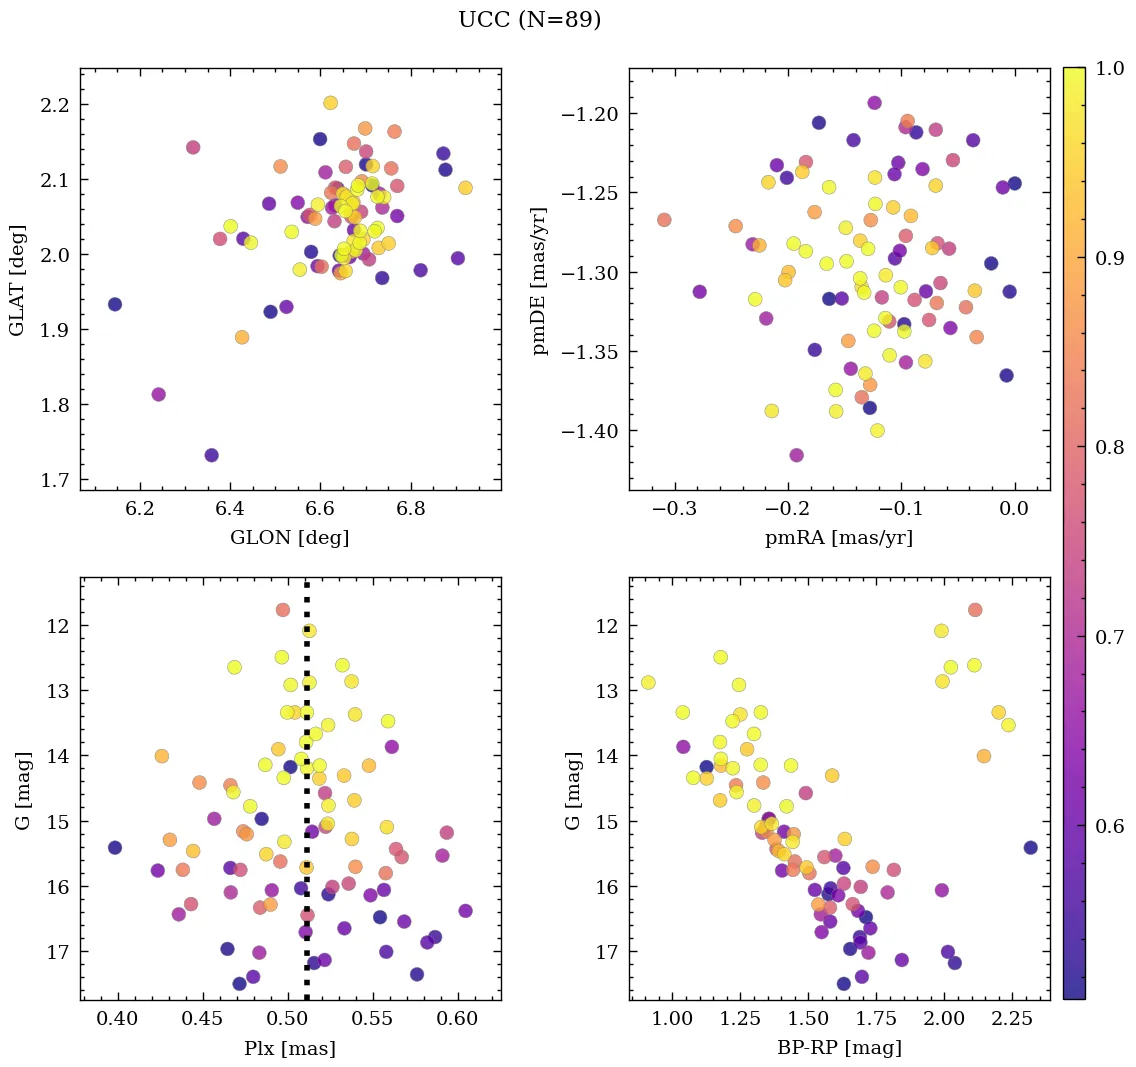 UCC (N=89)
2.2
2.1
2.0
1.9
1.8
1.7
GLAT [deg]
6.2 6.4 6.6 6.8
GLON [deg]
−1.20
−1.25
−1.30
−1.35
−1.40
pmDE [mas/yr]
−0.3 −0.2 −0.1 0.0
pmRA [mas/yr]
1.0
0.9
0.8
0.7
0.6
12
13
14
15
16
17
G [mag]
0.40 0.45 0.50 0.55 0.60
Plx [mas]
12
13
14
15
16
17
G [mag]
1.00 1.25 1.50 1.75 2.00 2.25
BP-RP [mag]